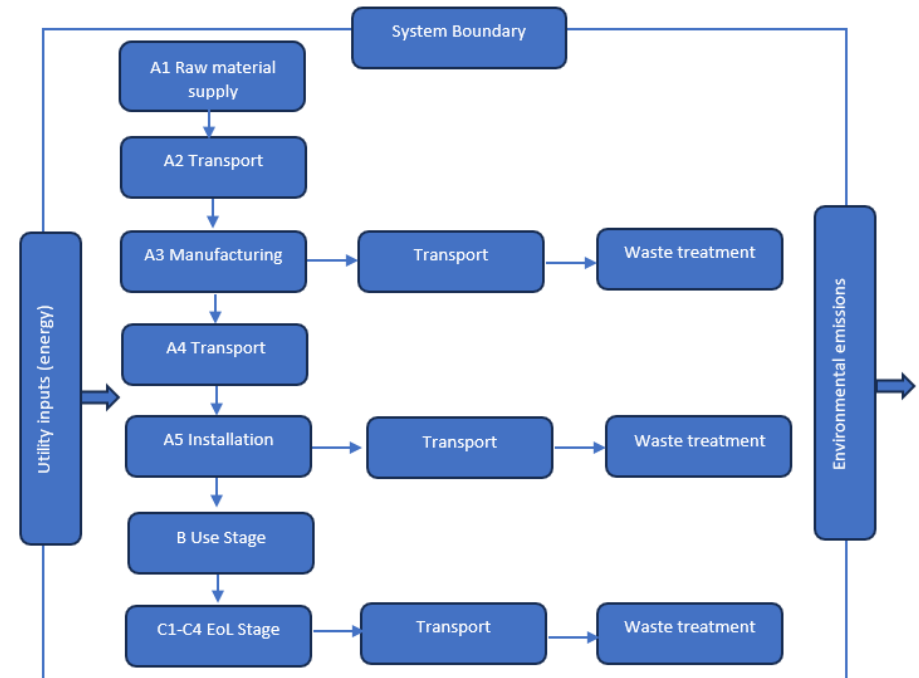 System Boundary
A1 Raw material
supply
A2 Transport
A3 Manufacturing
Transport
Waste treatment
A4 Transport
A5 Installation
Transport
Waste treatment
B Use Stage
C1-C4 EoL Stage
Transport
Waste treatment
Utility inputs (energy)
Environmental emissions